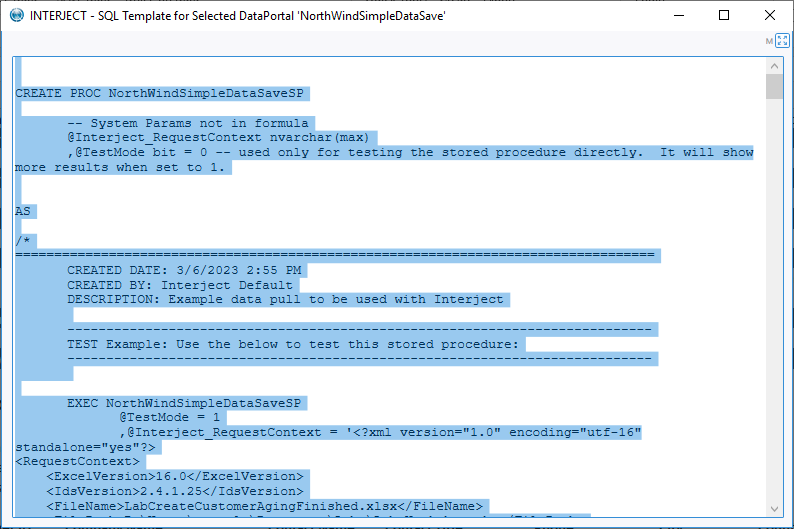 INTERJECT - SQL Template for Selected DataPortal 'NorthWindSimpleDataSave'
M
CREATE PROC NorthWindSimpleDataSaveSP
-- System Params not in formula
@Interject_RequestContext nvarchar(max)
,@TestMode bit = 0 -- used only for testing the stored procedure directly.  It will show
more results when set to 1.
AS
/*
==================================================================================
CREATED DATE: 3/6/2023 2:55 PM
CREATED BY: Interject Default
DESCRIPTION: Example data pull to be used with Interject
---------------------------------------------------------------------------
TEST Example: Use the below to test this stored procedure:
---------------------------------------------------------------------------
EXEC NorthWindSimpleDataSaveSP
@TestMode = 1
,@Interject_RequestContext = '<?xml version="1.0" encoding="utf-16"
standalone="yes"?>
<RequestContext>
<ExcelVersion>16.0</ExcelVersion>
<IdsVersion>2.4.1.25</IdsVersion>
<FileName>LabCreateCustomerAgingFinished.xlsx</FileName>